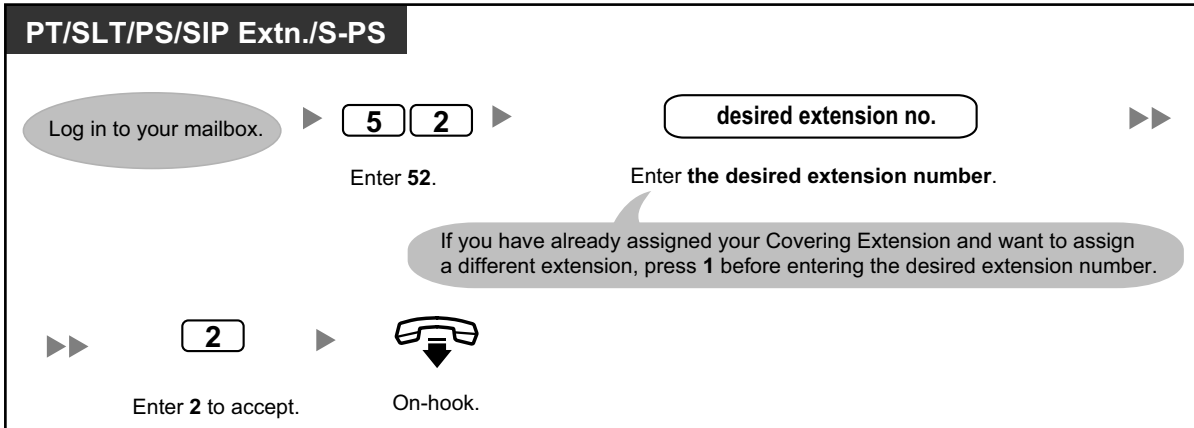 PT/SLT/PS/SIP Extn./S-PS
Log in to your mailbox.
5 2
desired extension no.
Enter 52.
Enter the desired extension number.
If you have already assigned your Covering Extension and want to assign
a different extension, press 1 before entering the desired extension number.
2
Enter 2 to accept.
On-hook.